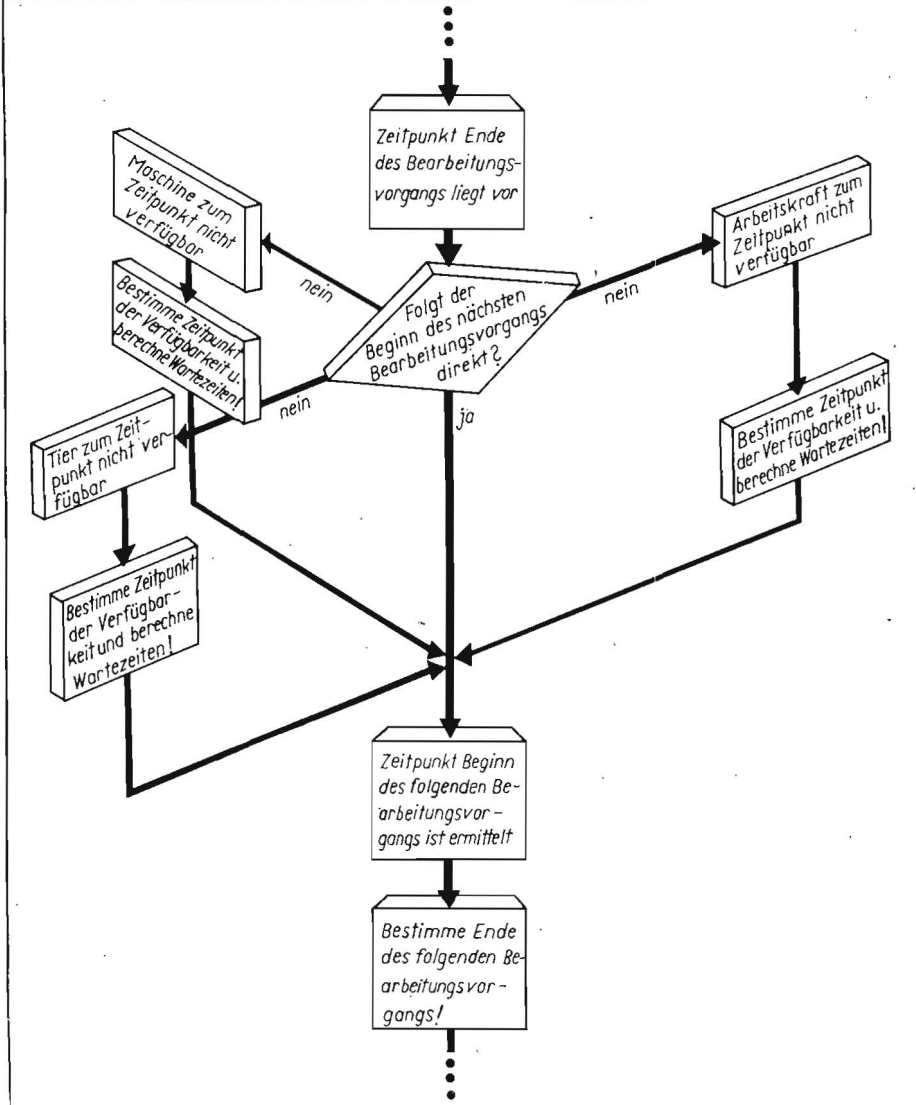 Zeitpunkt Ende
des Bearbeitungs-
vorgangs liegt vor
Maschine zum
Zeitpunkt nicht
verfügbar
Arbeitskraft zum
Zeitpunkt nicht
verfügbar
nein
nein
Folgt der
Beginn des nächsten
Bearbeitungsvorgangs
direkt?
Bestimme Zeitpunkt
der Verfügbarkeit u.
berechne Wartezeiten!
nein
ja
Tier zum Zeit-
punkt nicht ver-
fügbar
Bestimme Zeitpunkt
der Verfügbarkeit u.
berechne Wartezeiten!
Bestimme Zeitpunkt
der Verfügbar-
keit und berechne
Wartezeiten!
Zeitpunkt Beginn
des folgenden Be-
arbeitungsvor-
gangs ist ermittelt
Bestimme Ende
des folgenden Be-
arbeitungsvor-
gangs!